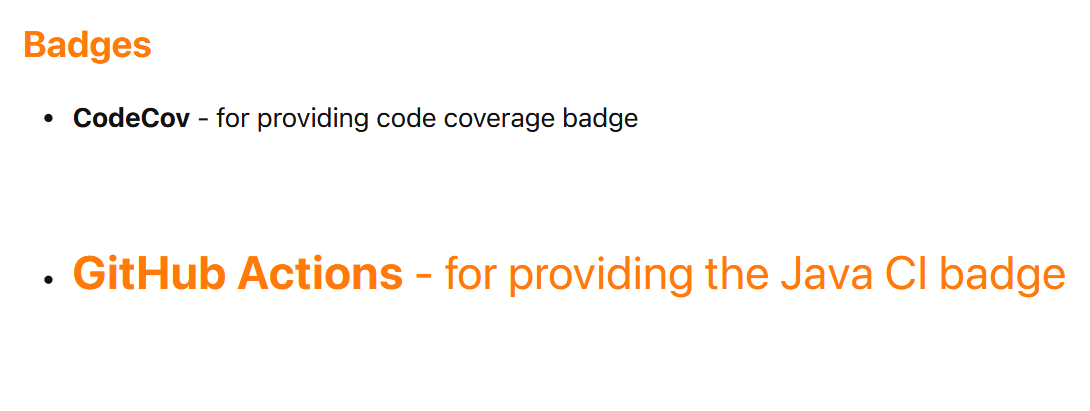 Badges
CodeCov - for providing code coverage badge
GitHub Actions - for providing the Java CI badge